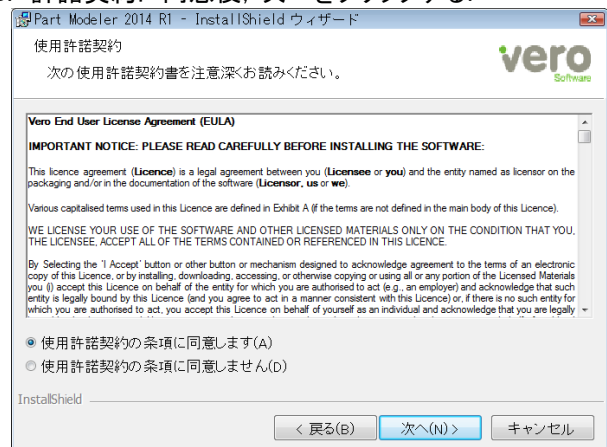 Part Modeler 2014 R1 - InstallShield ウィザード
使用許諾契約
次の使用許諾契約書を注意深くお読みください。
vero
Software
Vero End User License Agreement (EULA)
IMPORTANT NOTICE: PLEASE READ CAREFULLY BEFORE INSTALLING THE SOFTWARE:
This licence agreement (Licence) is a legal agreement between you (Licensee or you) and the entity named as licensor on the
packaging and/or in the documentation of the software (Licensor, us or we).
Various capitalised terms used in this Licence are defined in Exhibit A (if the terms are not defined in the main body of this Licence).
WE LICENSE YOUR USE OF THE SOFTWARE AND OTHER LICENSED MATERIALS ONLY ON THE CONDITION THAT YOU,
THE LICENSEE, ACCEPT ALL OF THE TERMS CONTAINED OR REFERENCED IN THIS LICENCE.
By Selecting the 'I Accept' button or other button or mechanism designed to acknowledge agreement to the terms of an electronic
copy of this Licence, or by installing, downloading, accessing, or otherwise copying or using all or any portion of the Licensed Materials
you (i) accept this Licence on behalf of the entity for which you are authorised to act (e.g., an employer) and acknowledge that such
entity is legally bound by this Licence (and you agree to act in a manner consistent with this Licence) or, if there is no such entity for
which you are authorised to act, you accept this Licence on behalf of yourself as an individual and acknowledge that you are legally
使用許諾契約の条項に同意します(A)
使用許諾契約の条項に同意しません(D)
InstallShield
< 戻る(B)
次へ(N) >
キャンセル